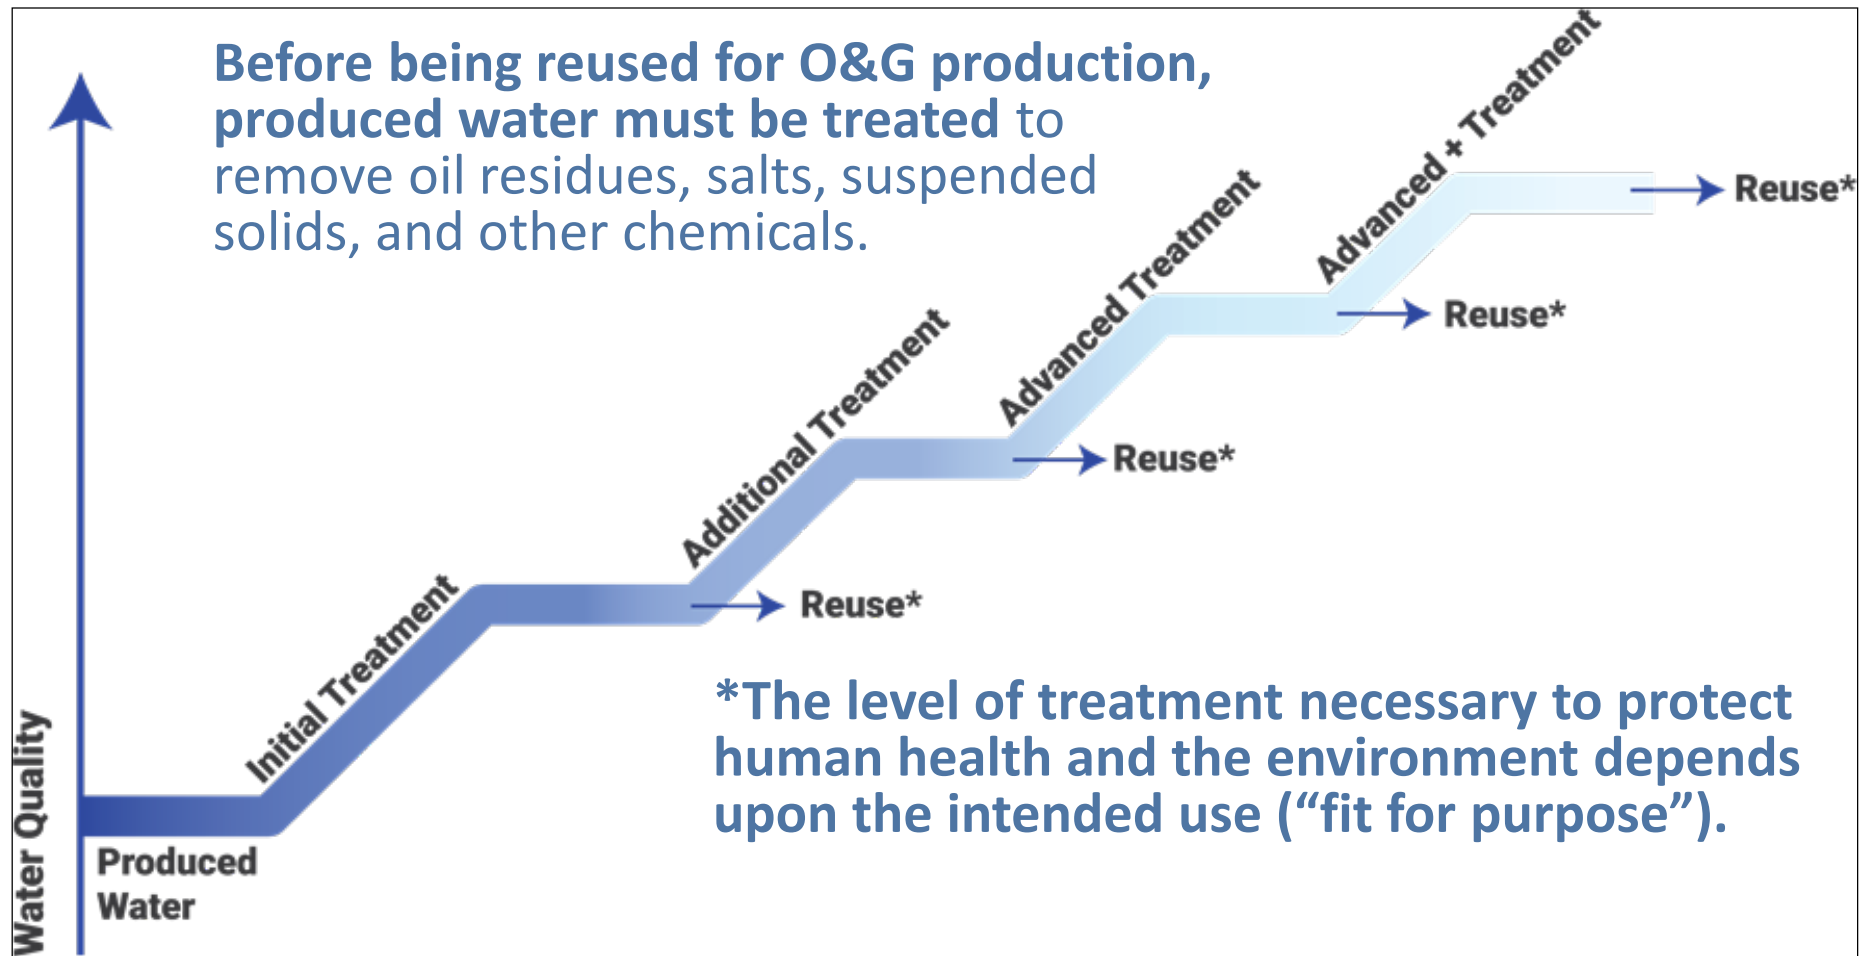 Before being reused for O&G production,
produced water must be treated to
remove oil residues, salts, suspended
solids, and other chemicals.
Advanced + Treatment
Reuse*
Advanced Treatment
Reuse*
Additional Treatment
Reuse*
Initial Treatment
Reuse*
*The level of treatment necessary to protect
human health and the environment depends
upon the intended use (“fit for purpose”).
Water Quality
Produced
Water